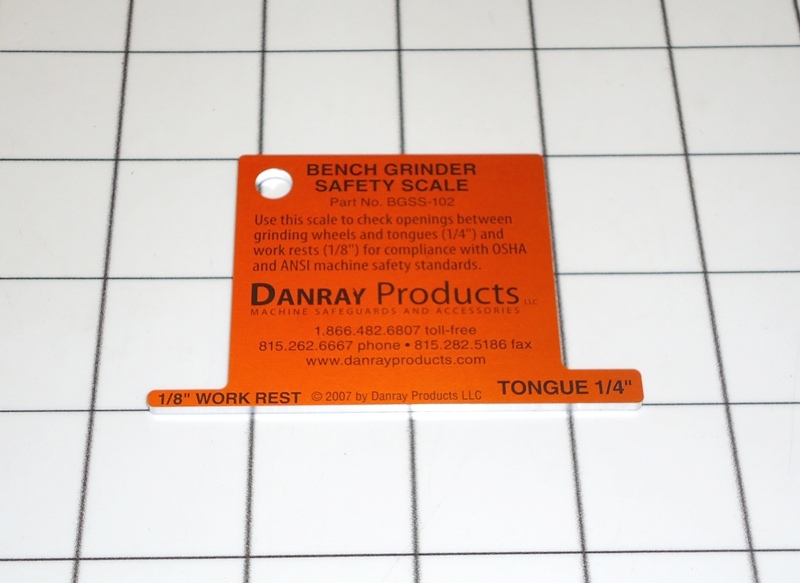 BENCH GRINDER
SAFETY SCALE
Part No. BGSS-102
Use this scale to check openings between
grinding wheels and tongues (1/4") and
work rests (1/8") for compliance with OSHA
and ANSI machine safety standards.
DANRAY Products LLC
MACHINE SAFEGUARDS AND ACCESSORIES
1.866.482.6807 toll-free
815.262.6667 phone • 815.282.5186 fax
www.danrayproducts.com
1/8" WORK REST © 2007 by Danray Products LLC TONGUE 1/4"